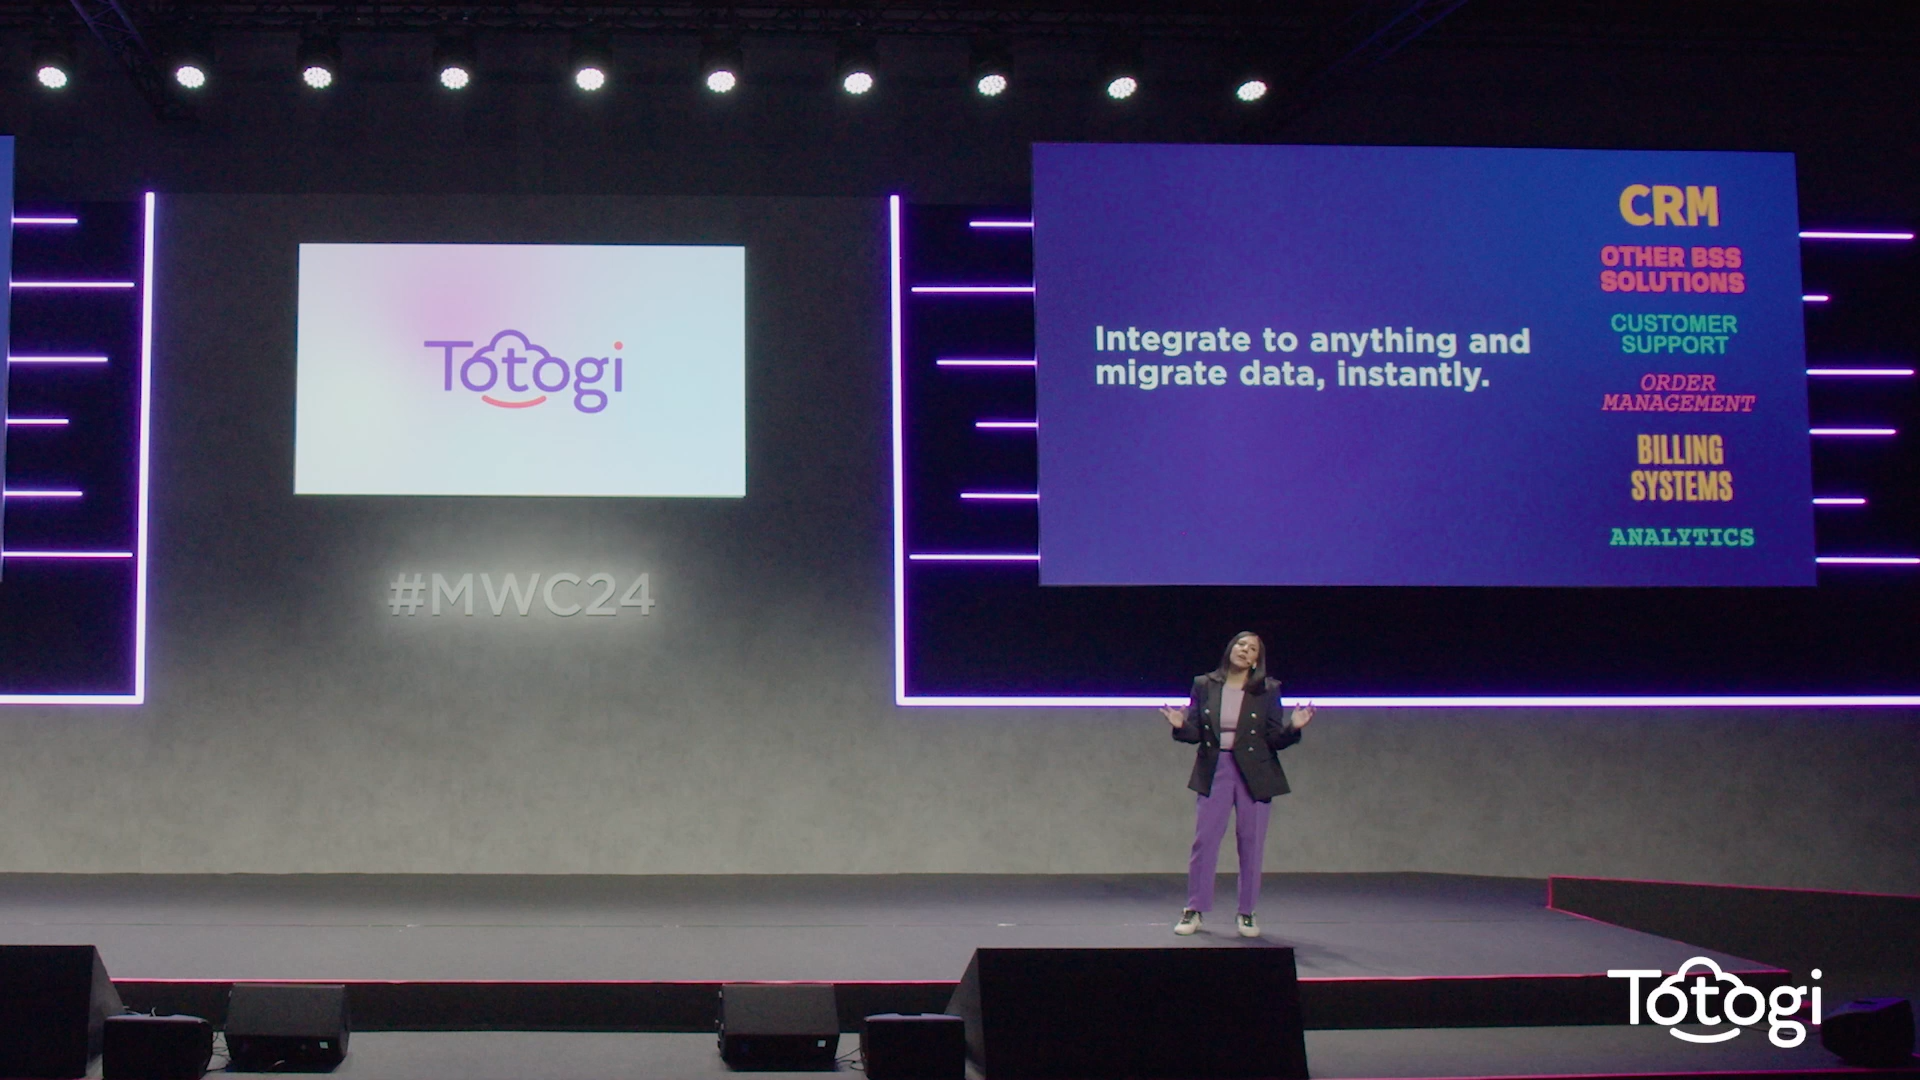 Totogi
#MWC24
Integrate to anything and
migrate data, instantly.
CRM
OTHER BSS
SOLUTIONS
CUSTOMER
SUPPORT
ORDER
MANAGEMENT
BILLING
SYSTEMS
ANALYTICS
Totogi